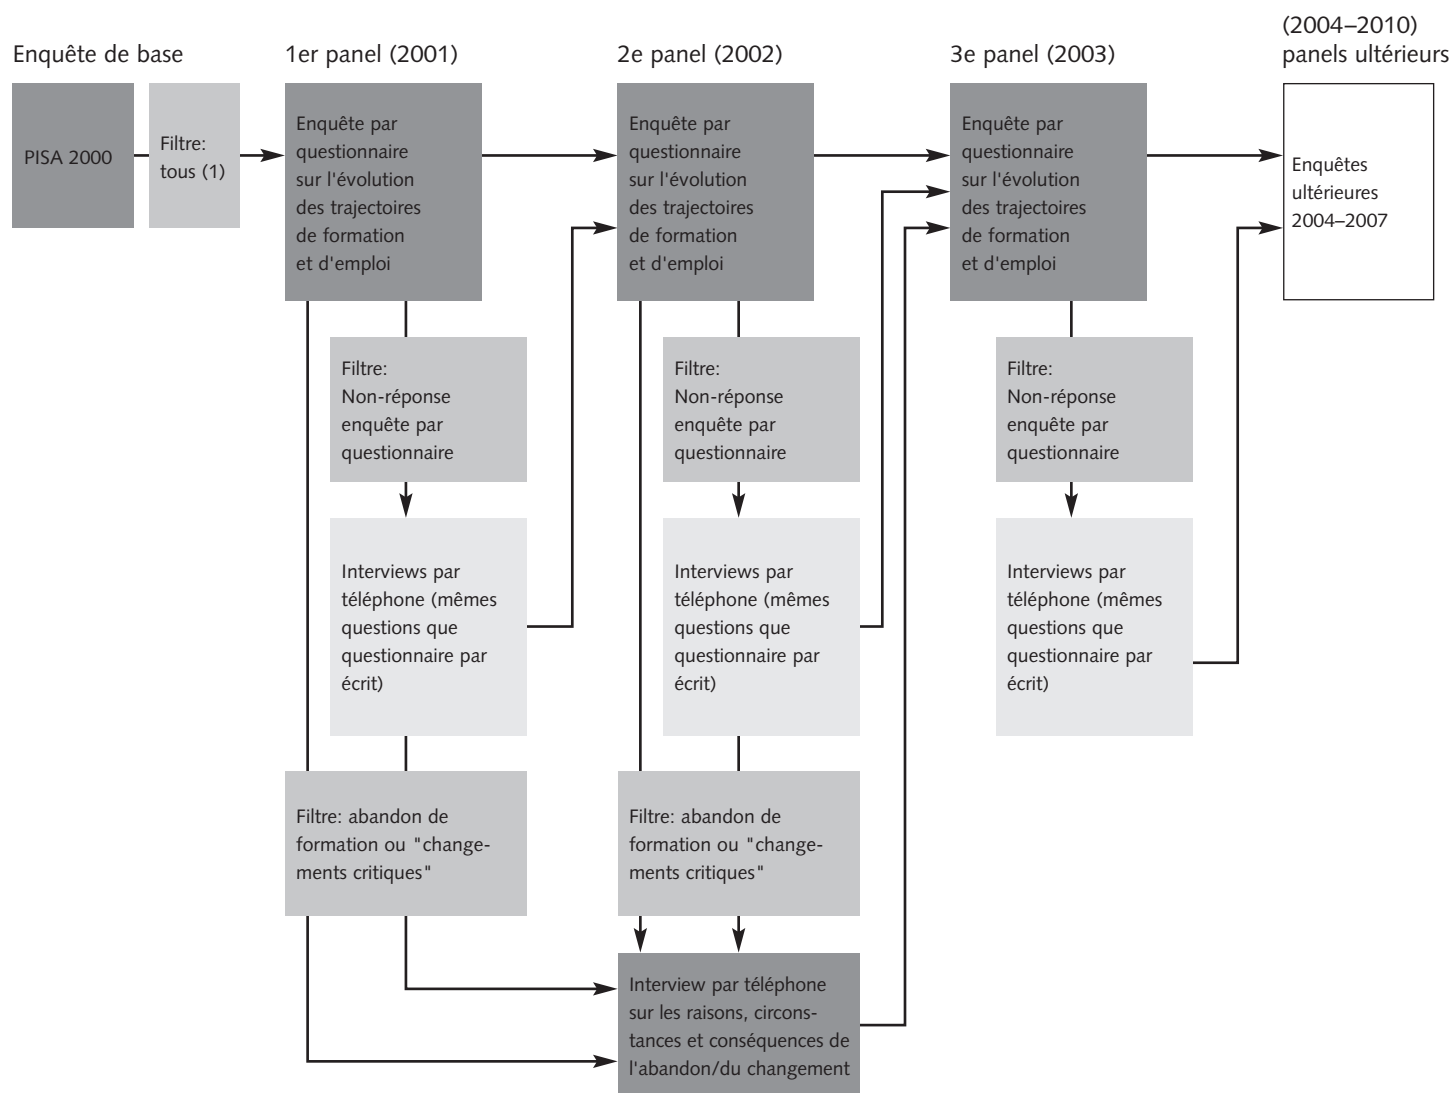 (2004–2010)
Enquête de base
1er panel (2001)
2e panel (2002)
3e panel (2003)
panels ultérieurs
PISA 2000
Filtre:
tous (1)
Enquête par
questionnaire
sur l'évolution
des trajectoires
de formation
et d'emploi
Enquête par
questionnaire
sur l'évolution
des trajectoires
de formation
et d'emploi
Enquête par
questionnaire
sur l'évolution
des trajectoires
de formation
et d'emploi
Enquêtes
ultérieures
2004–2007
Filtre:
Non-réponse
enquête par
questionnaire
Filtre:
Non-réponse
enquête par
questionnaire
Filtre:
Non-réponse
enquête par
questionnaire
Interviews par
téléphone (mêmes
questions que
questionnaire par
écrit)
Interviews par
téléphone (mêmes
questions que
questionnaire par
écrit)
Interviews par
téléphone (mêmes
questions que
questionnaire par
écrit)
Filtre: abandon de
formation ou "change-
ments critiques"
Filtre: abandon de
formation ou "change-
ments critiques"
Interview par téléphone
sur les raisons, circons-
tances et conséquences de
l'abandon/du changement